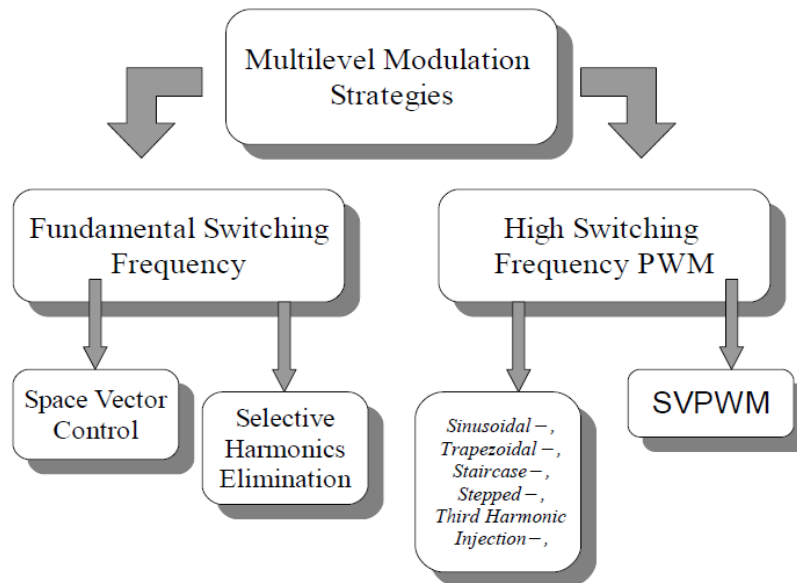 Multilevel Modulation
Strategies
Fundamental Switching
Frequency
High Switching
Frequency PWM
Space Vector
Control
Selective
Harmonics
Elimination
Sinusoidal−,
Trapezoidal−,
Staircase−,
Stepped−,
Third Harmonic
Injection−,
SVPWM